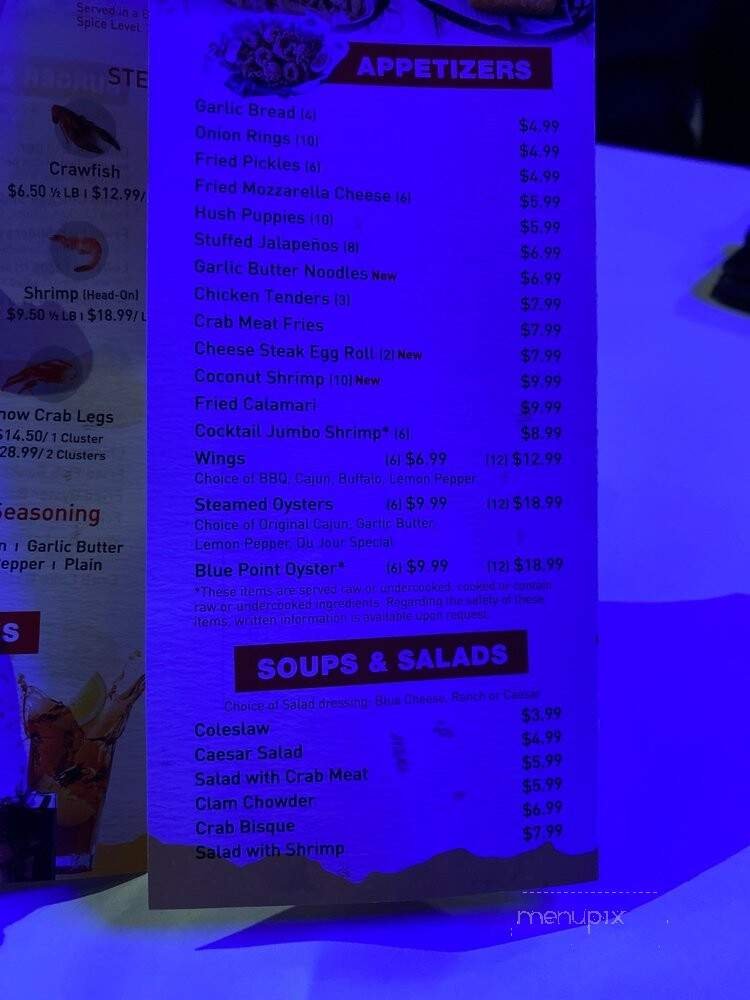 Served in a
Spice Level
STE
Crawfish
$6.50 ½ LB | $12.99/
Shrimp (Head-On)
$9.50 ½ LB | $18.99/ L
now Crab Legs
$14.50/ 1 Cluster
28.99/ 2 Clusters
Seasoning
n | Garlic Butter
epper | Plain
S
APPETIZERS
Garlic Bread (4) $4.99
Onion Rings (10) $4.99
Fried Pickles (6) $4.99
Fried Mozzarella Cheese (6) $5.99
Hush Puppies (10) $5.99
Stuffed Jalapeños (8) $6.99
Garlic Butter Noodles New $6.99
Chicken Tenders (3) $7.99
Crab Meat Fries $7.99
Cheese Steak Egg Roll (2) New $7.99
Coconut Shrimp (10) New $9.99
Fried Calamari $9.99
Cocktail Jumbo Shrimp* (6) $8.99
Wings (6) $6.99 (12) $12.99
Choice of BBQ, Cajun, Buffalo, Lemon Pepper
Steamed Oysters (6) $9.99 (12) $18.99
Choice of Original Cajun, Garlic Butter,
Lemon Pepper, Du Jour Special
Blue Point Oyster* (6) $9.99 (12) $18.99
*These items are served raw or undercooked, cooked or contain
raw or undercooked ingredients. Regarding the safety of these
items, written information is available upon request.
SOUPS & SALADS
Choice of Salad dressing: Blue Cheese, Ranch or Caesar
Coleslaw $3.99
Caesar Salad $4.99
Salad with Crab Meat $5.99
Clam Chowder $5.99
Crab Bisque $6.99
Salad with Shrimp $7.99
menupix